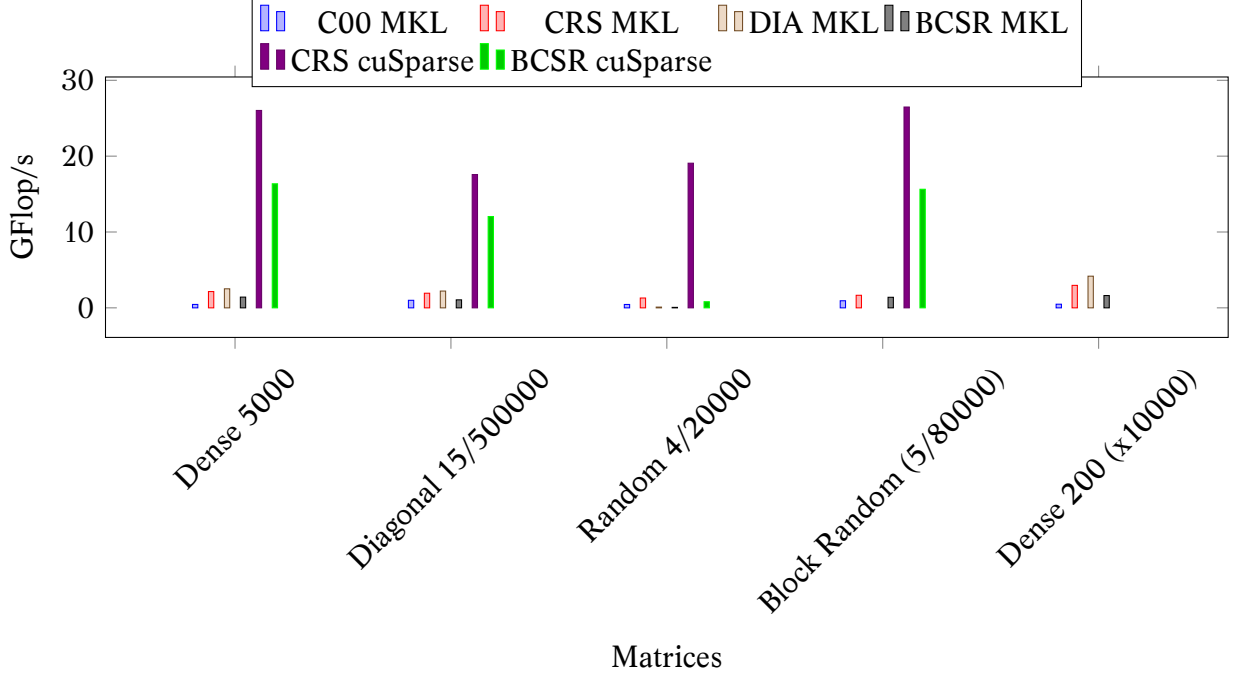 C00 MKL CRS MKL DIA MKL BCSR MKL
CRS cuSparse BCSR cuSparse
30
20
10
0
GFlop/s
Dense 5000
Diagonal 15/500000
Random 4/20000
Block Random (5/80000)
Dense 200 (x10000)
Matrices